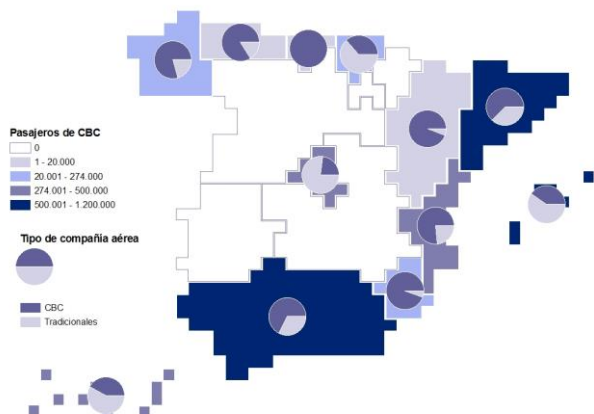 Pasajeros de CBC
0
1 - 20.000
20.001 - 274.000
274.001 - 500.000
500.001 - 1.200.000
Tipo de compañia aérea
CBC
Tradicionales